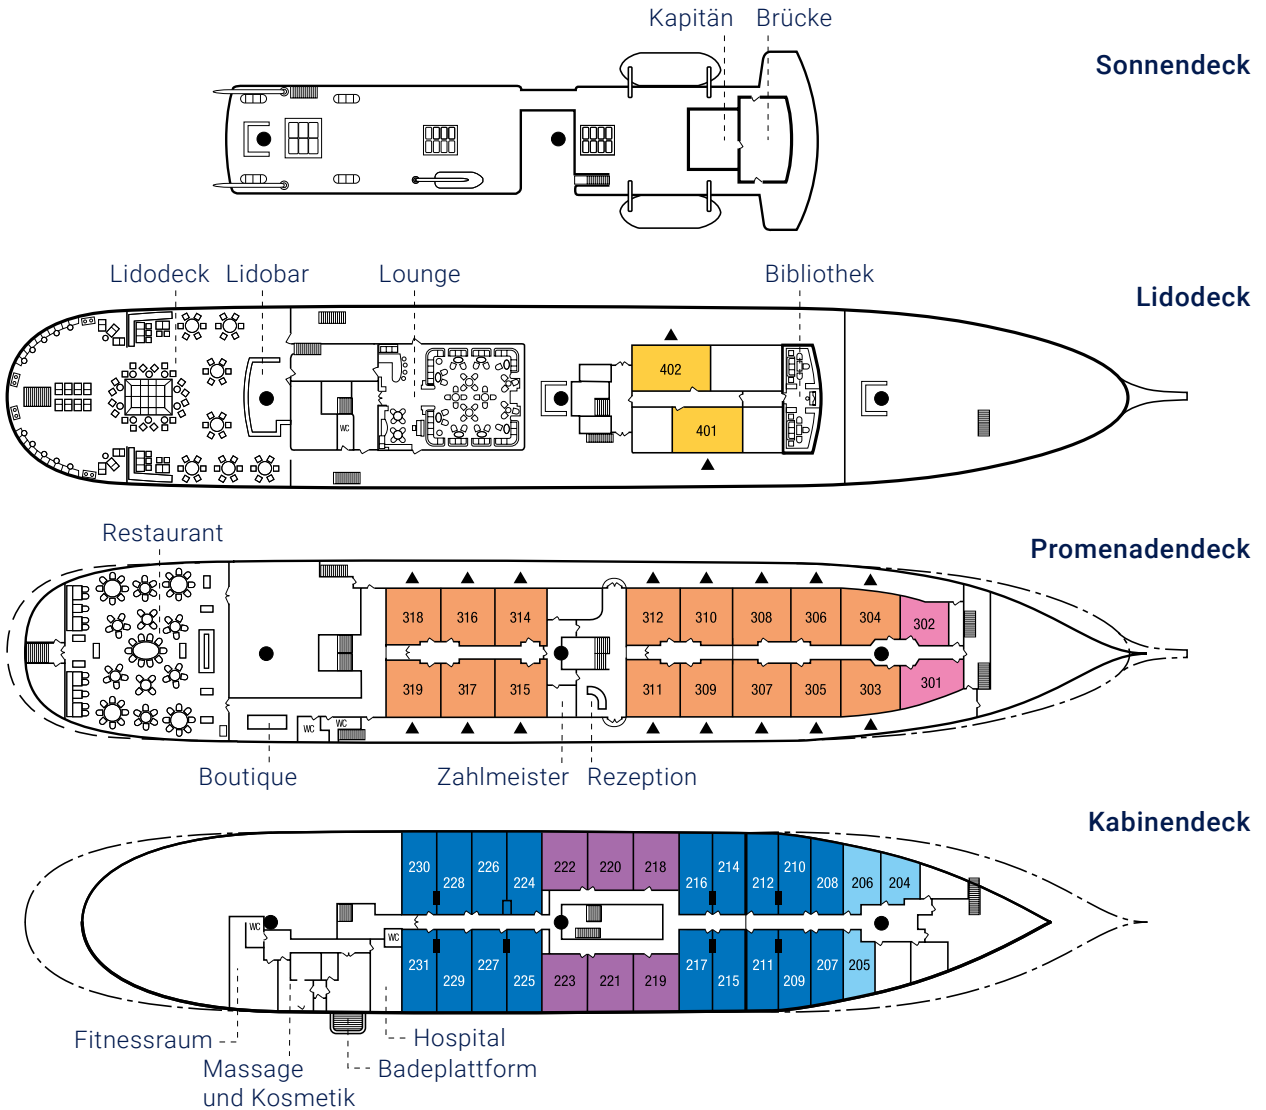 Kapitän Brücke
Sonnendeck
Lidodeck Lidobar Lounge Bibliothek
Lidodeck
402
WC
401
Restaurant
Promenadendeck
318 316 314 312 310 308 306 304 302
319 317 315 311 309 307 305 303 301
WC WC
Boutique Zahlmeister Rezeption
Kabinendeck
230 228 226 224 222 220 218 216 214 212 210 208 206 204
WC WC
231 229 227 225 223 221 219 217 215 211 209 207 205
Fitnessraum Hospital
Massage
und Kosmetik
Badeplattform